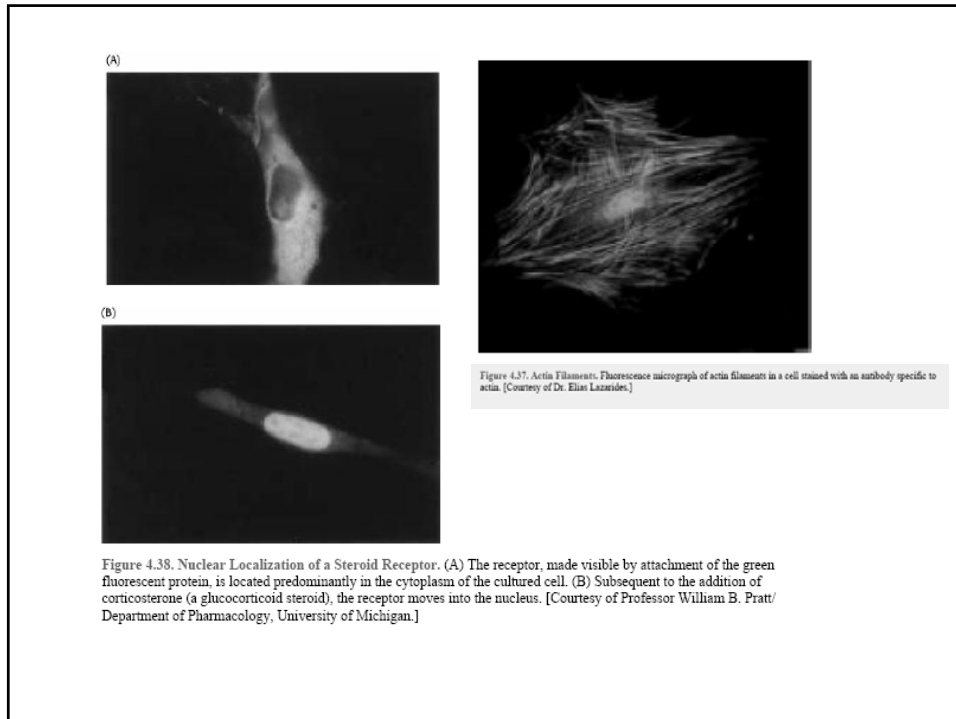 (A)
(B)
Figure 4.37. Actin Filaments. Fluorescence micrograph of actin filaments in a cell stained with an antibody specific to
actin. [Courtesy of Dr. Elias Lazarides.]
Figure 4.38. Nuclear Localization of a Steroid Receptor. (A) The receptor, made visible by attachment of the green
fluorescent protein, is located predominantly in the cytoplasm of the cultured cell. (B) Subsequent to the addition of
corticosterone (a glucocorticoid steroid), the receptor moves into the nucleus. [Courtesy of Professor William B. Pratt/
Department of Pharmacology, University of Michigan.]